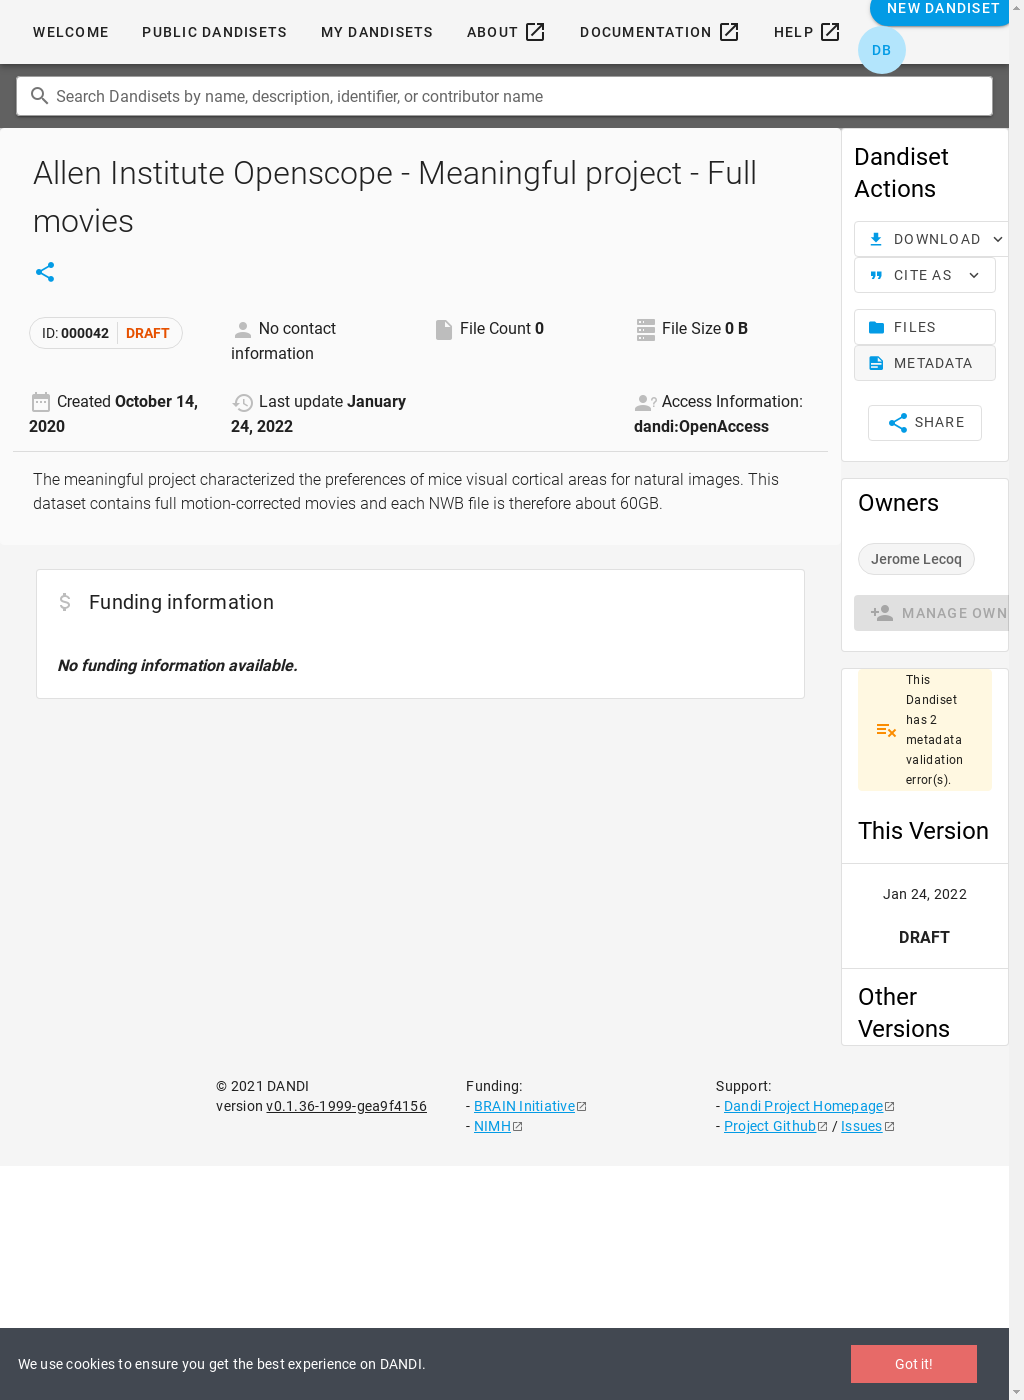 WELCOME
PUBLIC DANDISETS
MY DANDISETS
ABOUT
DOCUMENTATION
HELP
NEW DANDISET
DB
Search Dandisets by name, description, identifier, or contributor name
Allen Institute Openscope - Meaningful project - Full
movies
ID: 000042 DRAFT
No contact
information
File Count 0
File Size 0 B
Created October 14,
2020
Last update January
24, 2022
Access Information:
dandi:OpenAccess
The meaningful project characterized the preferences of mice visual cortical areas for natural images. This
dataset contains full motion-corrected movies and each NWB file is therefore about 60GB.
Funding information
No funding information available.
Dandiset
Actions
DOWNLOAD
CITE AS
FILES
METADATA
SHARE
Owners
Jerome Lecoq
MANAGE OWN
This
Dandiset
has 2
metadata
validation
error(s).
This Version
Jan 24, 2022
DRAFT
Other
Versions
© 2021 DANDI
version v0.1.36-1999-gea9f4156
Funding:
- BRAIN Initiative
- NIMH
Support:
- Dandi Project Homepage
- Project Github / Issues
We use cookies to ensure you get the best experience on DANDI.
Got it!